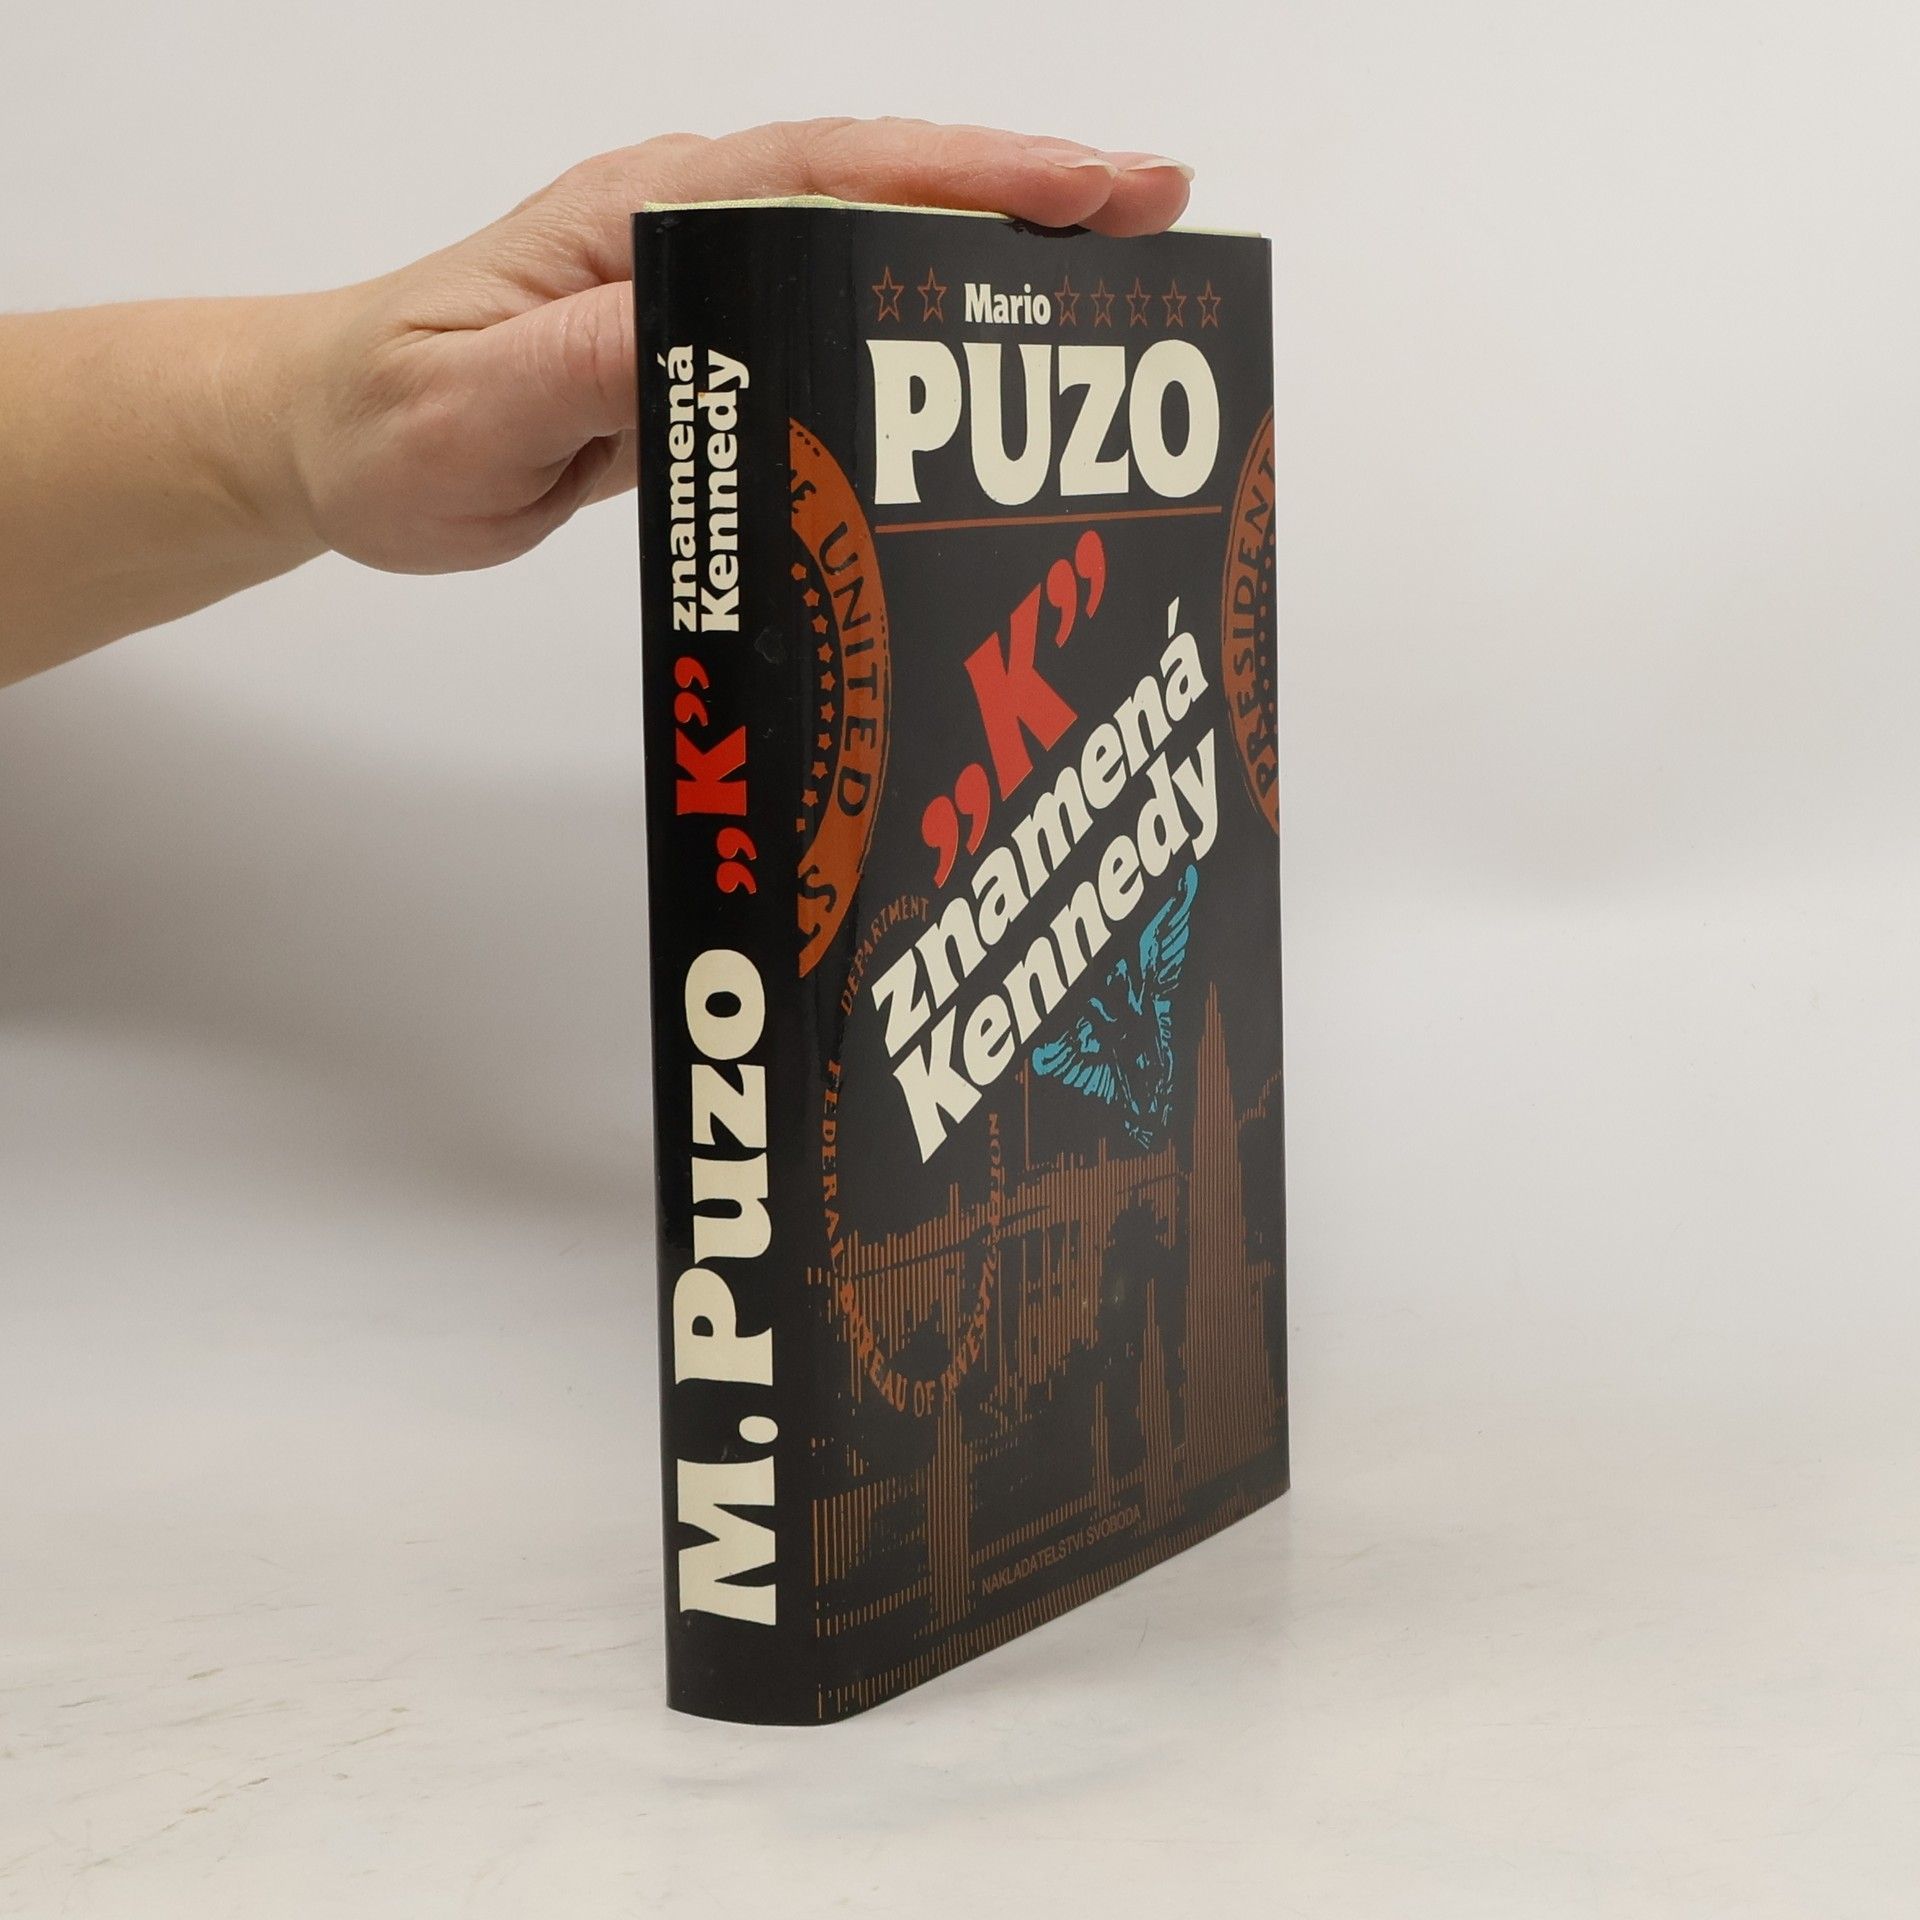 M. Puzo „K” znamená
Kennedy
Mario
PUZO
„K”
znamená
Kennedy
UNITED
PRESIDENT
DEPARTMENT
FEDERAL BUREAU OF INVESTIGATION
NAKLADATELSTVÍ SVOBODA